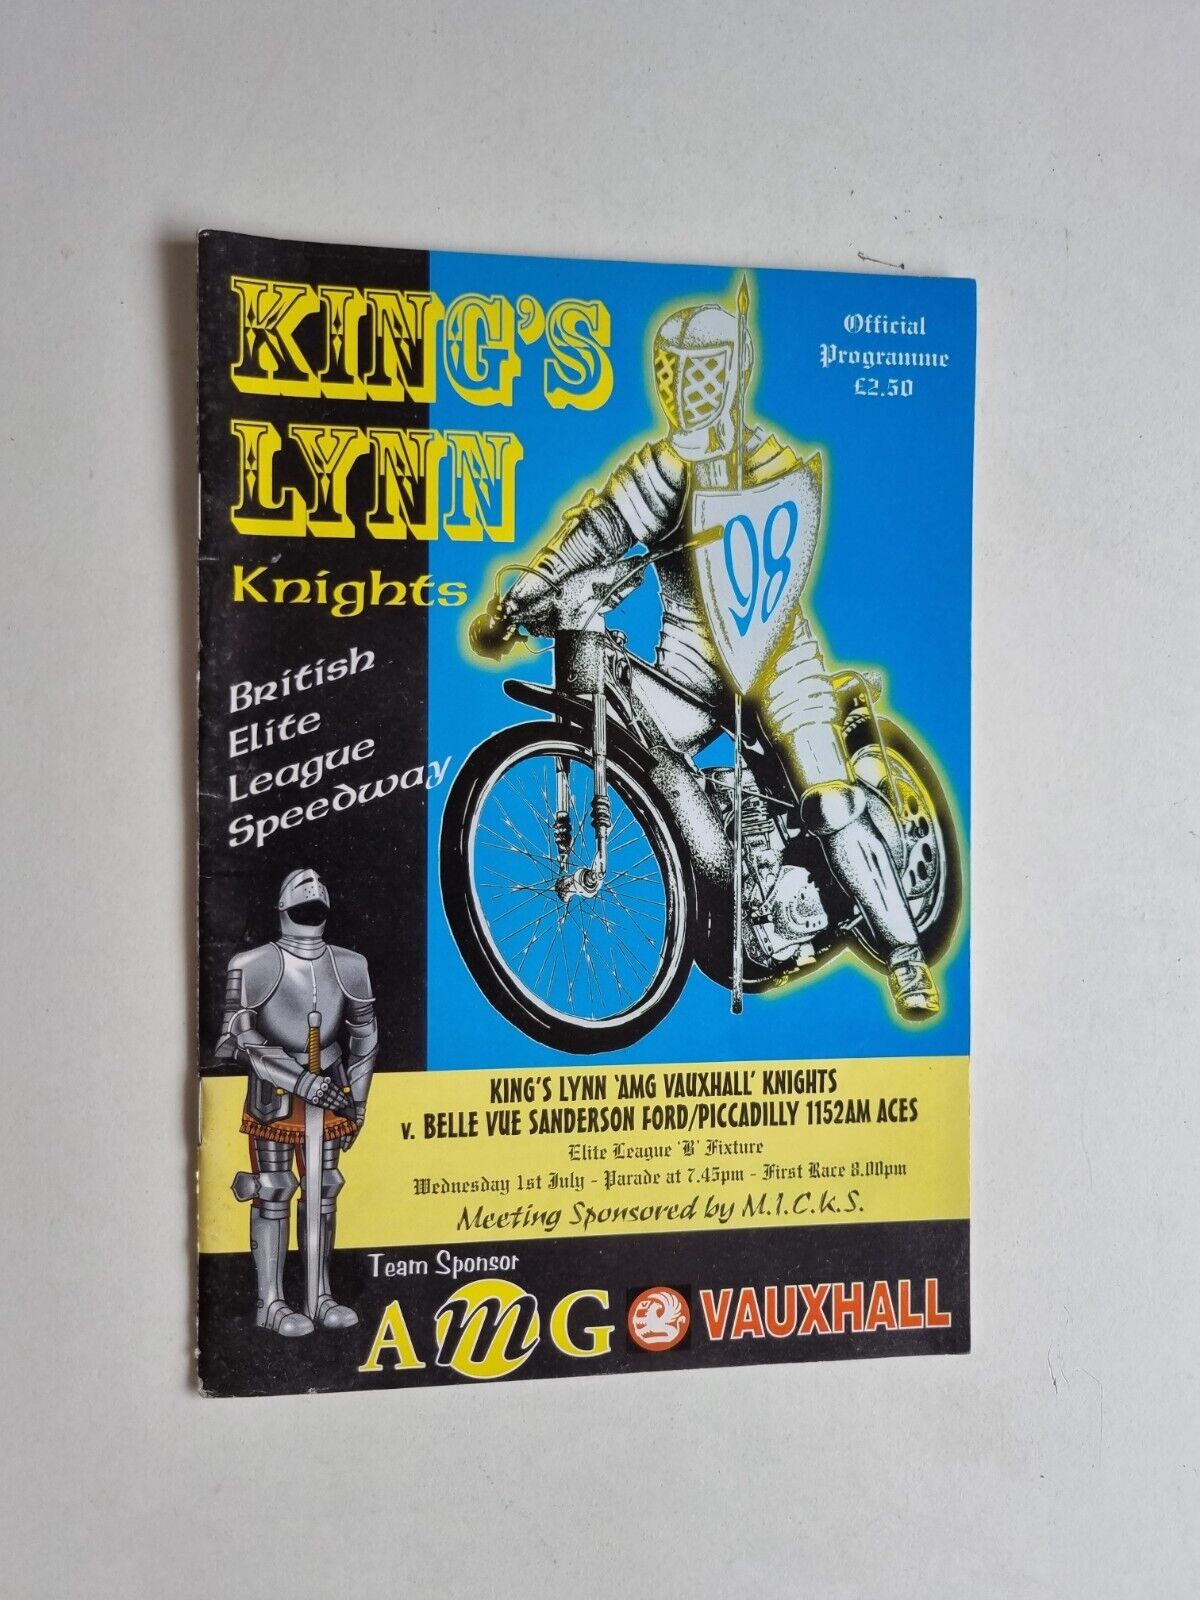 KING'S
LYNN
Knights
British
Elite
League
Speedway
Official
Programme
£2.50
98
KING'S LYNN 'AMG VAUXHALL' KNIGHTS
v. BELLE VUE SANDERSON FORD/PICCADILLY 1152AM ACES
Elite League 'B' Fixture
Wednesday 1st July - Parade at 7.45pm - First Race 8.00pm
Meeting Sponsored by M.I.C.K.S.
Team Sponsor
AMG VAUXHALL